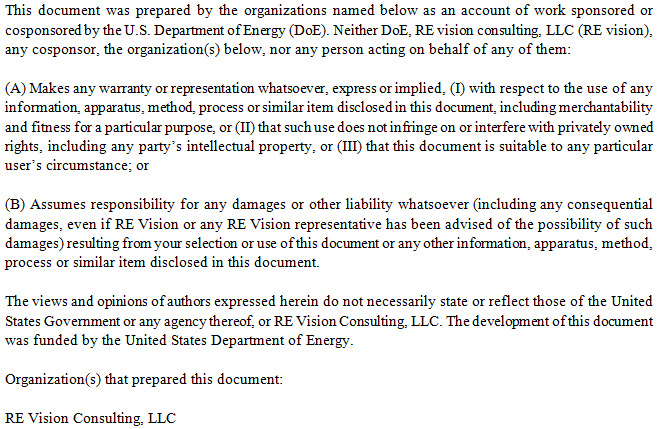 This document was prepared by the organizations named below as an account of work sponsored or
cosponsored by the U.S. Department of Energy (DoE). Neither DoE, RE vision consulting, LLC (RE vision),
any cosponsor, the organization(s) below, nor any person acting on behalf of any of them:
(A) Makes any warranty or representation whatsoever, express or implied, (I) with respect to the use of any
information, apparatus, method, process or similar item disclosed in this document, including merchantability
and fitness for a particular purpose, or (II) that such use does not infringe on or interfere with privately owned
rights, including any party's intellectual property, or (III) that this document is suitable to any particular
user's circumstance; or
(B) Assumes responsibility for any damages or other liability whatsoever (including any consequential
damages, even if RE Vision or any RE Vision representative has been advised of the possibility of such
damages) resulting from your selection or use of this document or any other information, apparatus, method,
process or similar item disclosed in this document.
The views and opinions of authors expressed herein do not necessarily state or reflect those of the United
States Government or any agency thereof, or RE Vision Consulting, LLC. The development of this document
was funded by the United States Department of Energy.
Organization(s) that prepared this document:
RE Vision Consulting, LLC